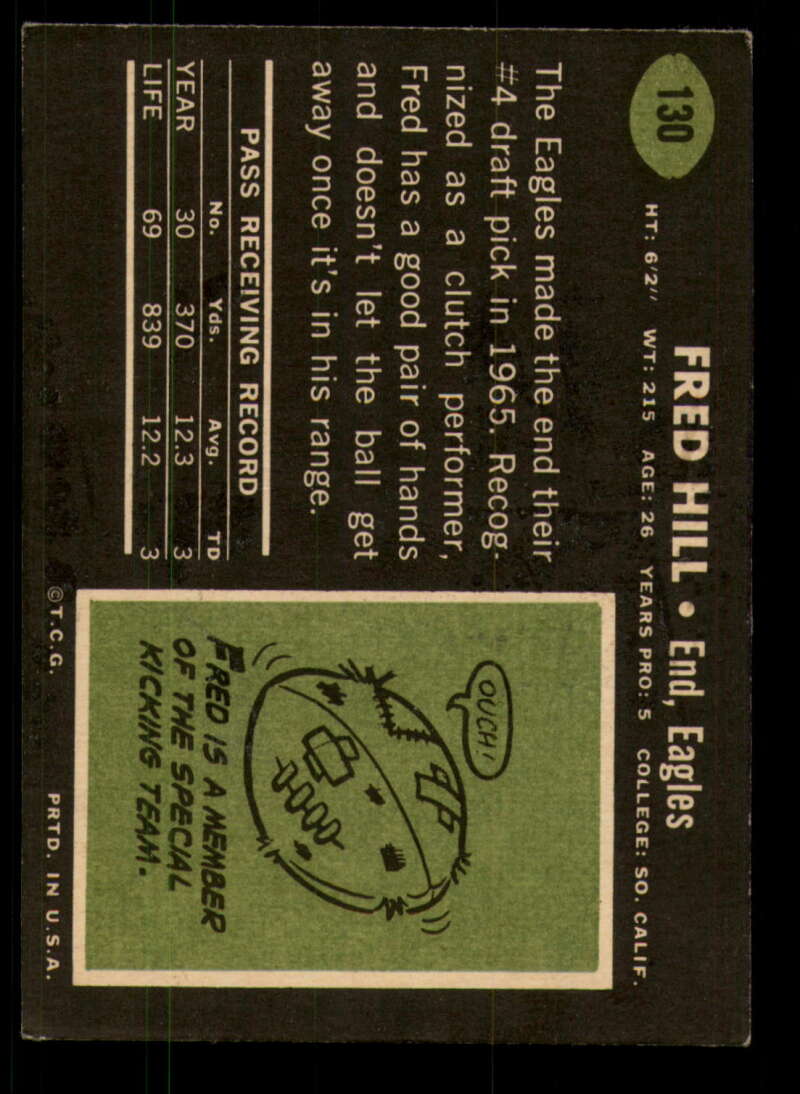 130
FRED HILL • End, Eagles
HT: 6'2" WT: 215 AGE: 26 YEARS PRO: 5 COLLEGE: SO. CALIF.
The Eagles made the end their
#4 draft pick in 1965. Recog-
nized as a clutch performer,
Fred has a good pair of hands
and doesn't let the ball get
away once it's in his range.
PASS RECEIVING RECORD
No. Yds. Avg. TD
YEAR 30 370 12.3 3
LIFE 69 839 12.2 3
OUCH!
FRED IS A MEMBER
OF THE SPECIAL
KICKING TEAM.
©T.C.G. PRTD. IN U.S.A.